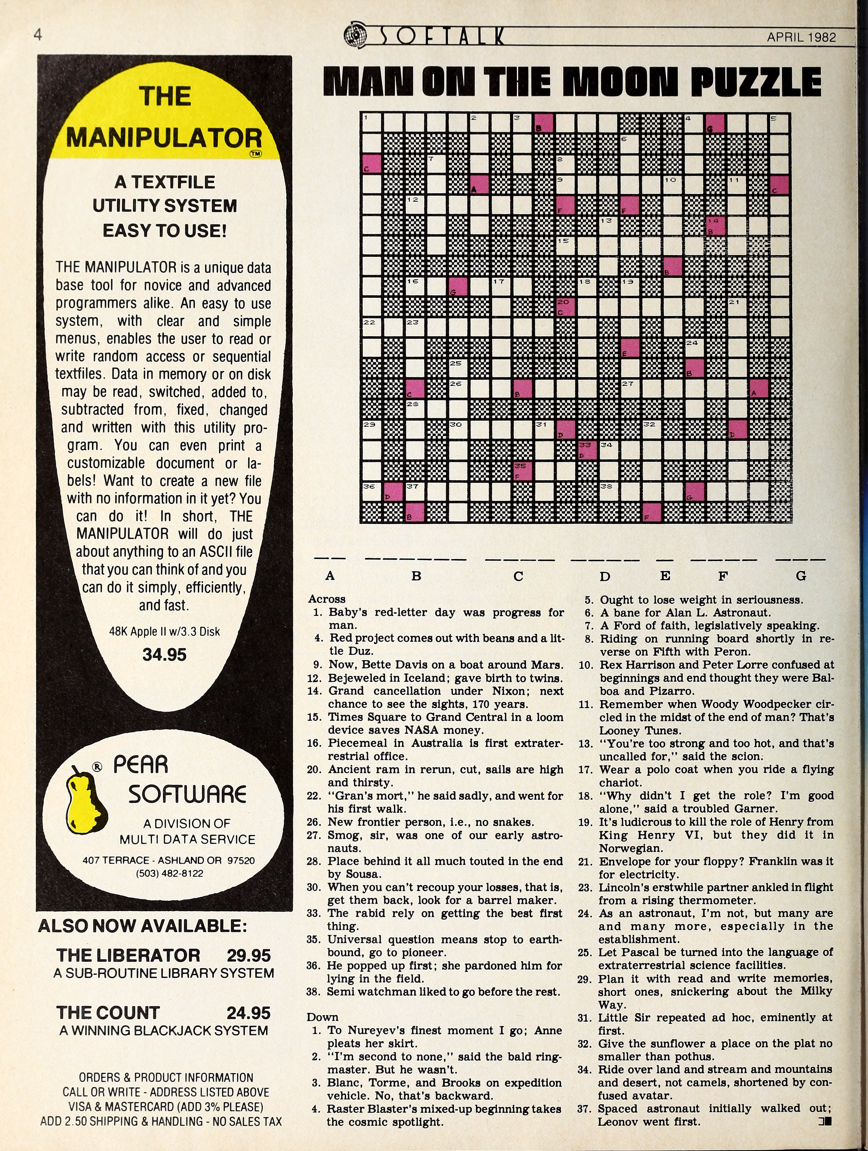 4
SOFTALK
APRIL 1982
THE
MANIPULATOR
TM
A TEXTFILE
UTILITY SYSTEM
EASY TO USE!
THE MANIPULATOR is a unique data
base tool for novice and advanced
programmers alike. An easy to use
system, with clear and simple
menus, enables the user to read or
write random access or sequential
textfiles. Data in memory or on disk
may be read, switched, added to,
subtracted from, fixed, changed
and written with this utility pro-
gram. You can even print a
customizable document or la-
bels! Want to create a new file
with no information in it yet? You
can do it! In short, THE
MANIPULATOR will do just
about anything to an ASCII file
that you can think of and you
can do it simply, efficiently,
and fast.
48K Apple II w/3.3 Disk
34.95
® PEAR
SOFTWARE
A DIVISION OF
MULTI DATA SERVICE
407 TERRACE - ASHLAND OR 97520
(503) 482-8122
ALSO NOW AVAILABLE:
THE LIBERATOR 29.95
A SUB-ROUTINE LIBRARY SYSTEM
THE COUNT 24.95
A WINNING BLACKJACK SYSTEM
ORDERS & PRODUCT INFORMATION
CALL OR WRITE - ADDRESS LISTED ABOVE
VISA & MASTERCARD (ADD 3% PLEASE)
ADD 2.50 SHIPPING & HANDLING - NO SALES TAX
MAN ON THE MOON PUZZLE
1 2 3 B 4 G 5
6
C 7 8
A 9 10 11 C
12 F F
13 14 B
15
B
16 G 17 18 19
20 C 21
22 23
E 24
25 B
C 26 B 27 A
28
29 30 31 D 32 D
33 D 34
35 F
36 D 37 38 G
B F
A B C D E F G
Across
1. Baby's red-letter day was progress for
man.
4. Red project comes out with beans and a lit-
tle Duz.
9. Now, Bette Davis on a boat around Mars.
12. Bejeweled in Iceland; gave birth to twins.
14. Grand cancellation under Nixon; next
chance to see the sights, 170 years.
15. Times Square to Grand Central in a loom
device saves NASA money.
16. Piecemeal in Australia is first extrater-
restrial office.
20. Ancient ram in rerun, cut, sails are high
and thirsty.
22. "Gran's mort," he said sadly, and went for
his first walk.
26. New frontier person, i.e., no snakes.
27. Smog, sir, was one of our early astro-
nauts.
28. Place behind it all much touted in the end
by Sousa.
30. When you can't recoup your losses, that is,
get them back, look for a barrel maker.
33. The rabid rely on getting the best first
thing.
35. Universal question means stop to earth-
bound, go to pioneer.
36. He popped up first; she pardoned him for
lying in the field.
38. Semi watchman liked to go before the rest.
Down
1. To Nureyev's finest moment I go; Anne
pleats her skirt.
2. "I'm second to none," said the bald ring-
master. But he wasn't.
3. Blanc, Torme, and Brooks on expedition
vehicle. No, that's backward.
4. Raster Blaster's mixed-up beginning takes
the cosmic spotlight.
5. Ought to lose weight in seriousness.
6. A bane for Alan L. Astronaut.
7. A Ford of faith, legislatively speaking.
8. Riding on running board shortly in re-
verse on Fifth with Peron.
10. Rex Harrison and Peter Lorre confused at
beginnings and end thought they were Bal-
boa and Pizarro.
11. Remember when Woody Woodpecker cir-
cled in the midst of the end of man? That's
Looney Tunes.
13. "You're too strong and too hot, and that's
uncalled for," said the scion.
17. Wear a polo coat when you ride a flying
chariot.
18. "Why didn't I get the role? I'm good
alone," said a troubled Garner.
19. It's ludicrous to kill the role of Henry from
King Henry VI, but they did it in
Norwegian.
21. Envelope for your floppy? Franklin was it
for electricity.
23. Lincoln's erstwhile partner ankled in flight
from a rising thermometer.
24. As an astronaut, I'm not, but many are
and many more, especially in the
establishment.
25. Let Pascal be turned into the language of
extraterrestrial science facilities.
29. Plan it with read and write memories,
short ones, snickering about the Milky
Way.
31. Little Sir repeated ad hoc, eminently at
first.
32. Give the sunflower a place on the plat no
smaller than pothus.
34. Ride over land and stream and mountains
and desert, not camels, shortened by con-
fused avatar.
37. Spaced astronaut initially walked out;
Leonov went first.